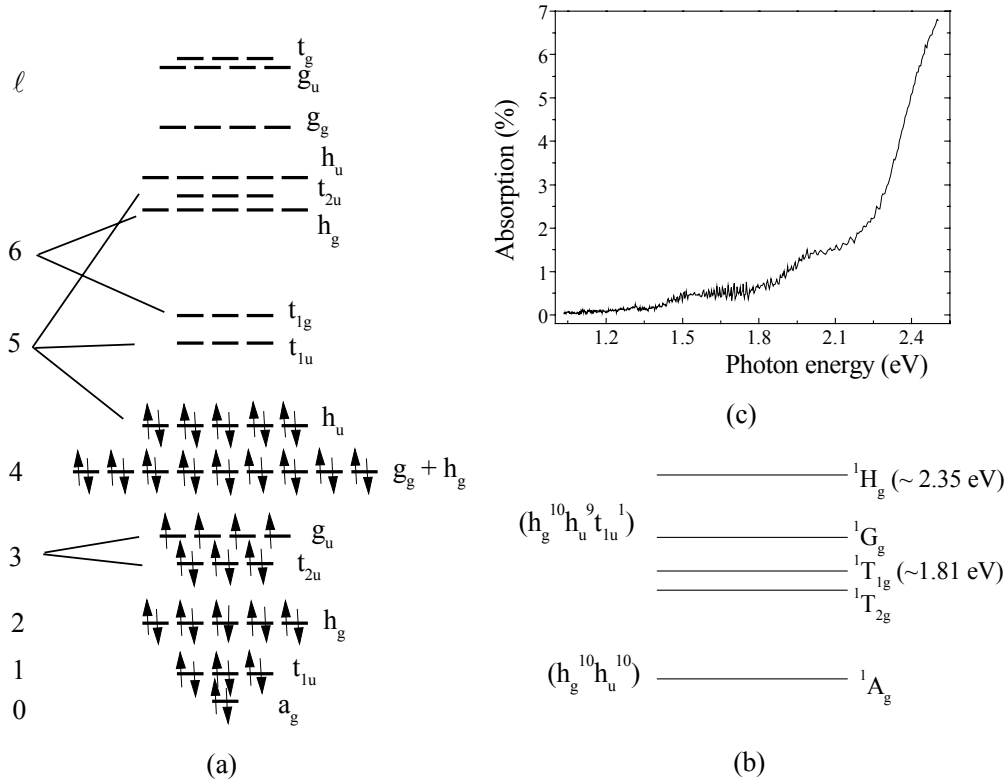 ℓ
t_g
g_u
g_g
h_u
t_2u
h_g
6
t_1g
5
t_1u
h_u
4
g_g + h_g
3
g_u
t_2u
2
h_g
1
t_1u
0
a_g
(a)
7
6
5
4
3
2
1
0
Absorption (%)
1.2 1.5 1.8 2.1 2.4
Photon energy (eV)
(c)
^1H_g (~ 2.35 eV)
(h_g^10 h_u^9 t_1u^1)
^1G_g
^1T_1g (~1.81 eV)
^1T_2g
(h_g^10 h_u^10)
^1A_g
(b)